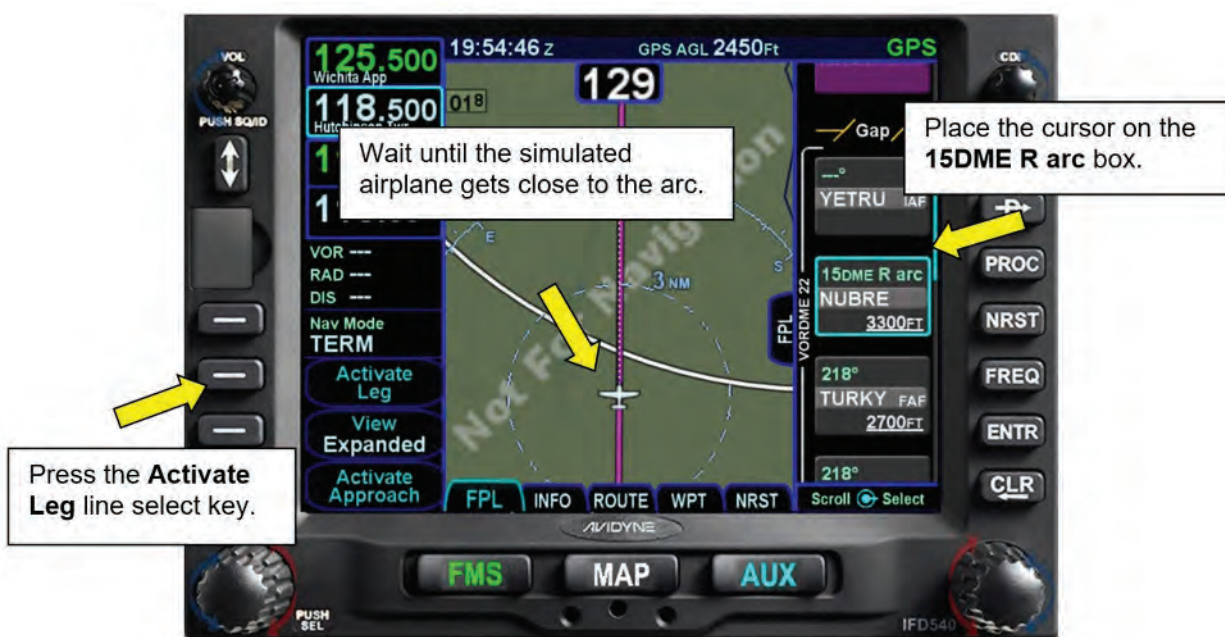 VOL
PUSH SQ/ID
125.500
Wichita App
118.500
Hutchinson Twr
VOR ---
RAD ---
DIS ---
Nav Mode
TERM
Activate
Leg
View
Expanded
Activate
Approach
19:54:46 Z
GPS AGL 2450Ft
GPS
018
129
Not For Navigation
E
S
3 NM
FPL
FPL
INFO
ROUTE
WPT
NRST
Gap
VORDME 22
---°
YETRU IAF
15DME R arc
NUBRE
3300FT
218°
TURKY FAF
2700FT
218°
Scroll Select
CDI
D
PROC
NRST
FREQ
ENTR
CLR
AVIDYNE
FMS
MAP
AUX
PUSH
SEL
IFD540
Wait until the simulated
airplane gets close to the arc.
Place the cursor on the
15DME R arc box.
Press the Activate
Leg line select key.